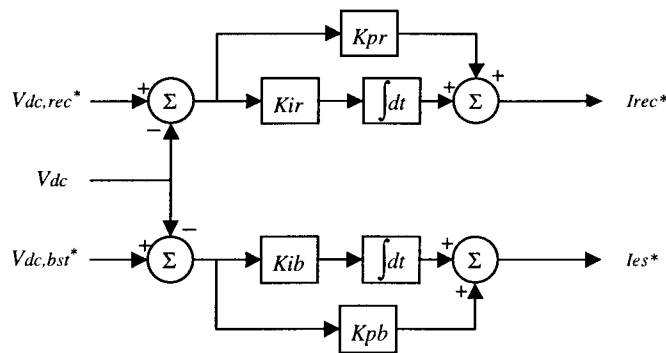 Kpr
Vdc,rec* + Σ − Kir ∫dt + + Σ Irec*
Vdc
Vdc,bst* + − Σ Kib ∫dt + + Σ Ies*
Kpb